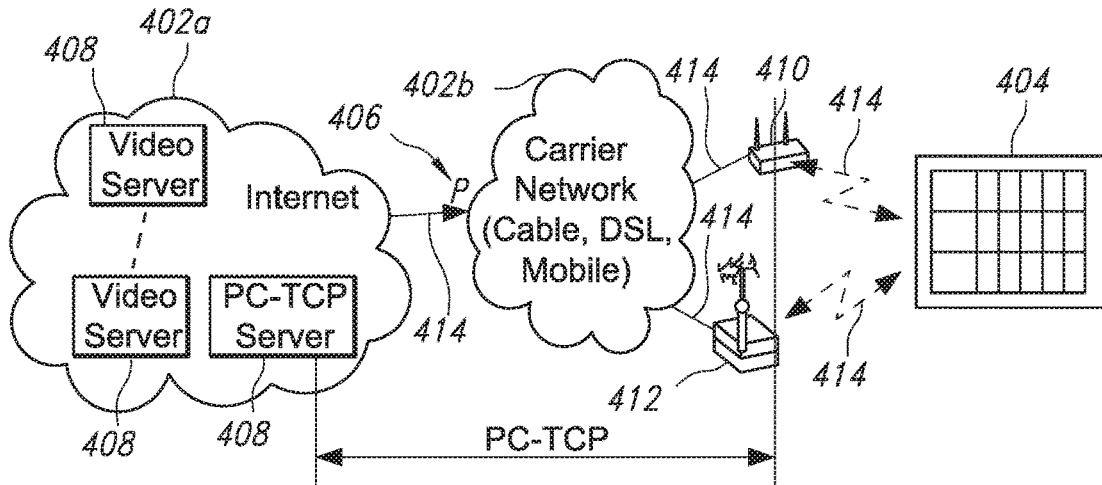 402a
408
402b
414
410
414
404
406
Video
Server
Internet
p
Carrier
Network
(Cable, DSL,
Mobile)
414
414
Video
Server
PC-TCP
Server
414
412
408
408
PC-TCP